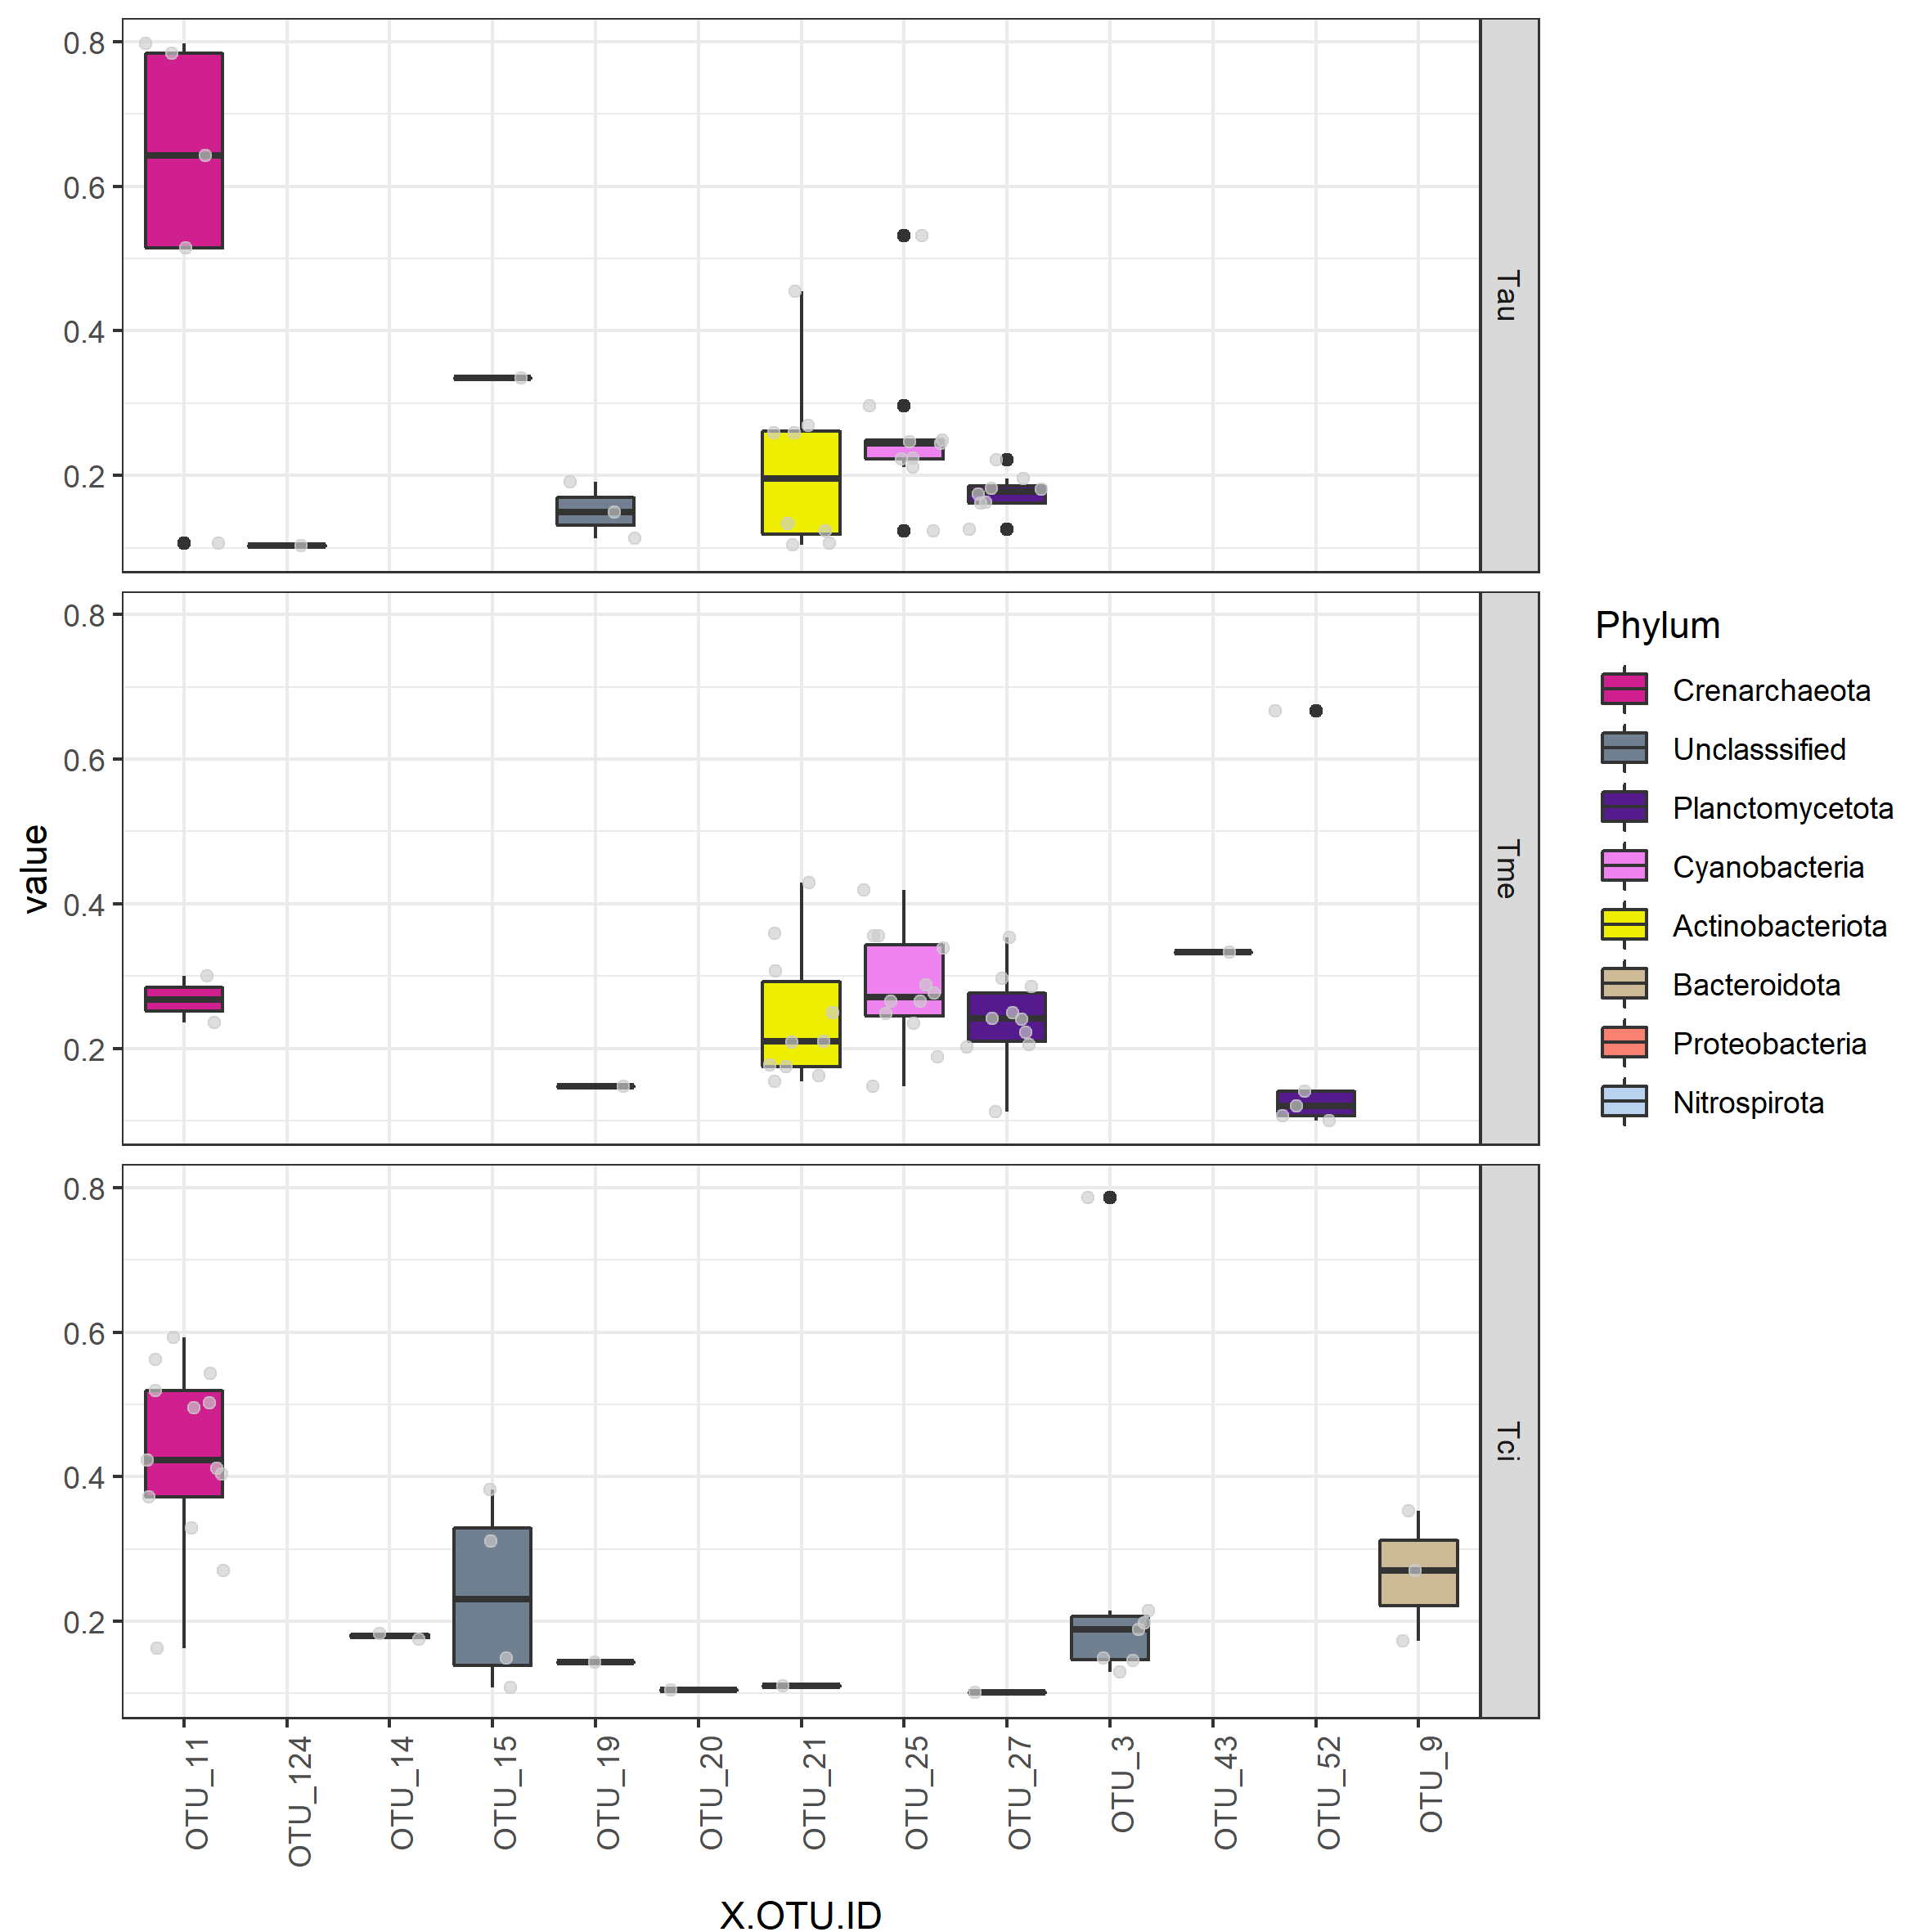 0.8
0.6
0.4
0.2
Tau
0.8
0.6
0.4
0.2
Tme
0.8
0.6
0.4
0.2
Tci
value
OTU_11
OTU_124
OTU_14
OTU_15
OTU_19
OTU_20
OTU_21
OTU_25
OTU_27
OTU_3
OTU_43
OTU_52
OTU_9
X.OTU.ID
Phylum
Crenarchaeota
Unclasssified
Planctomycetota
Cyanobacteria
Actinobacteriota
Bacteroidota
Proteobacteria
Nitrospirota